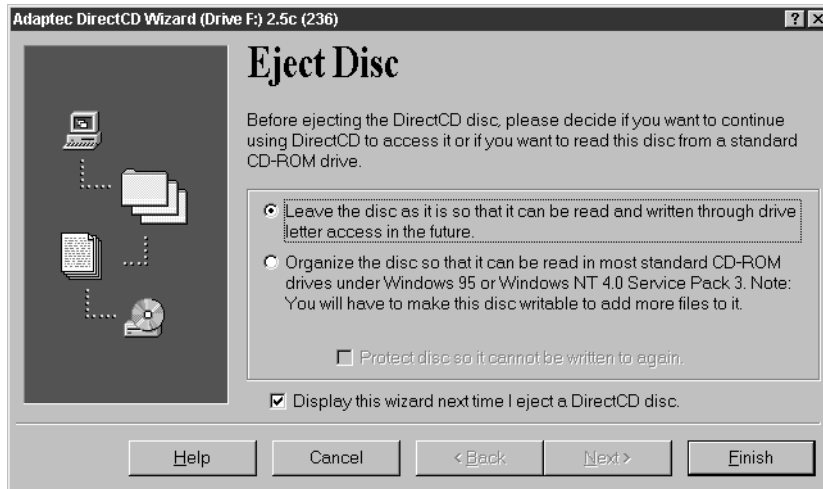 Adaptec DirectCD Wizard (Drive F:) 2.5c (236)
Eject Disc
Before ejecting the DirectCD disc, please decide if you want to continue
using DirectCD to access it or if you want to read this disc from a standard
CD-ROM drive.
Leave the disc as it is so that it can be read and written through drive
letter access in the future.
Organize the disc so that it can be read in most standard CD-ROM
drives under Windows 95 or Windows NT 4.0 Service Pack 3. Note:
You will have to make this disc writable to add more files to it.
Protect disc so it cannot be written to again.
Display this wizard next time I eject a DirectCD disc.
Help Cancel < Back Next > Finish